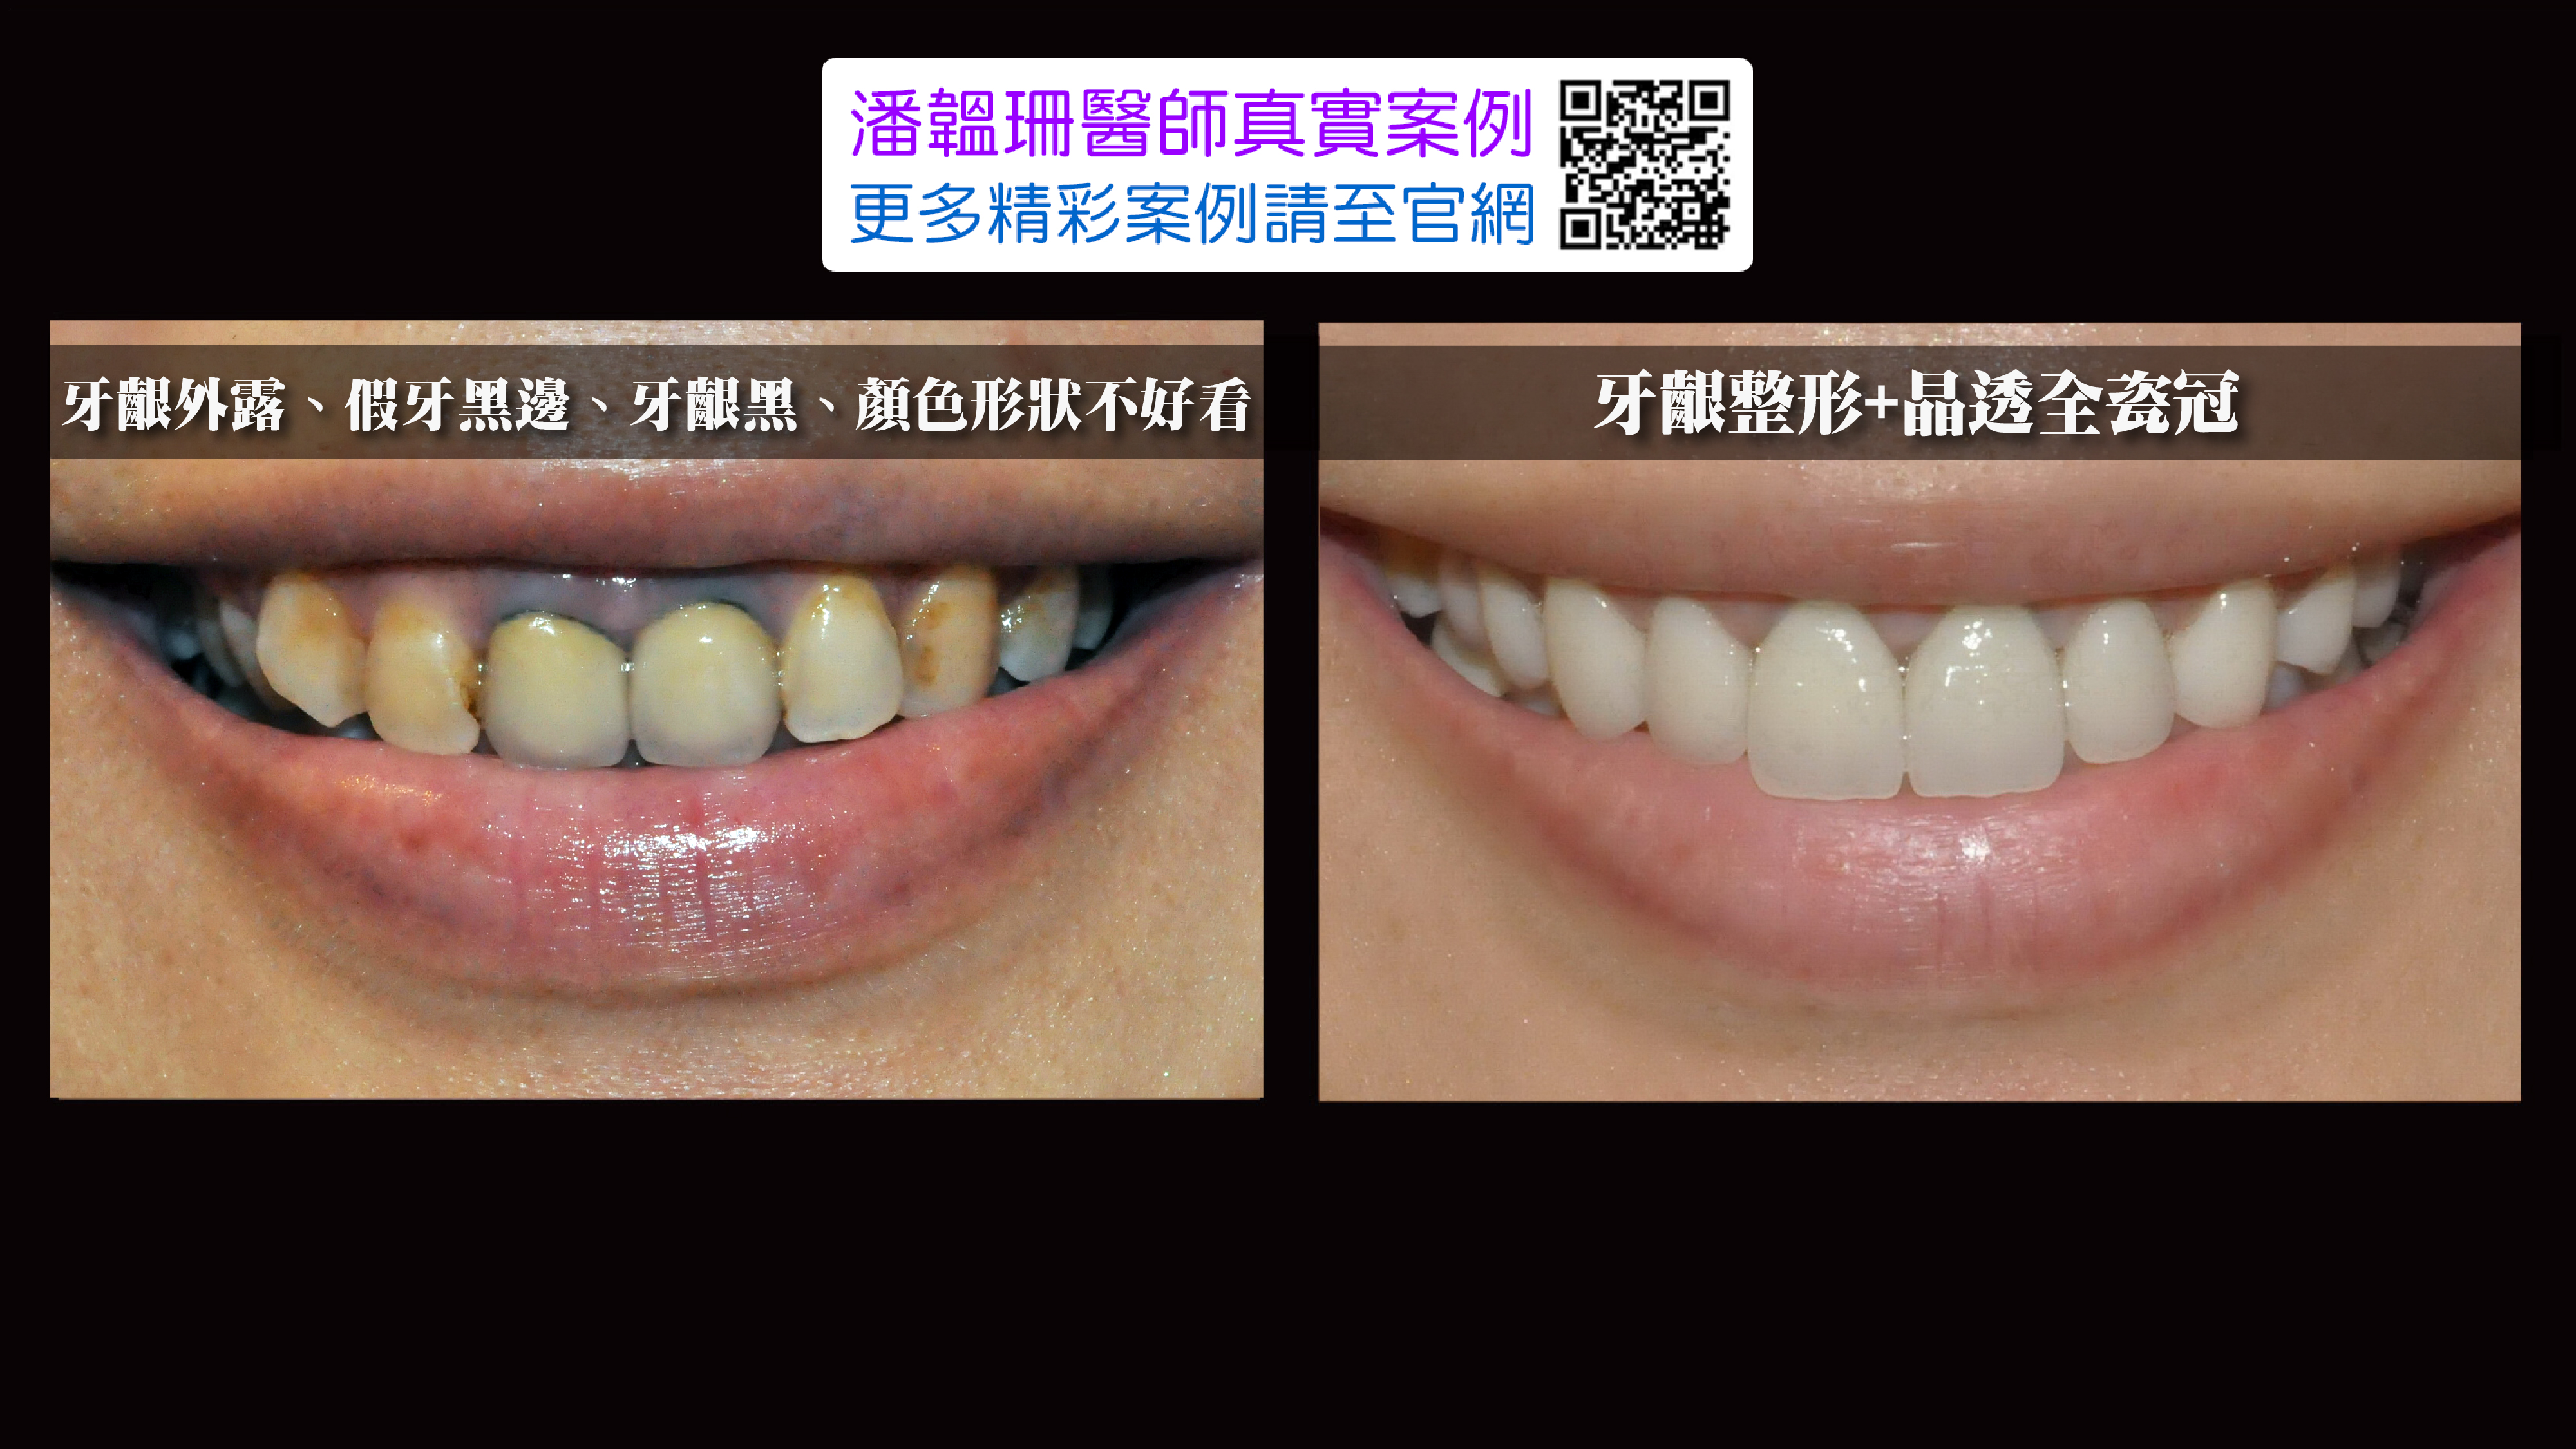 潘韞珊醫師真實案例
更多精彩案例請至官網
牙齦外露、假牙黑邊、牙齦黑、顏色形狀不好看
牙齦整形+晶透全瓷冠